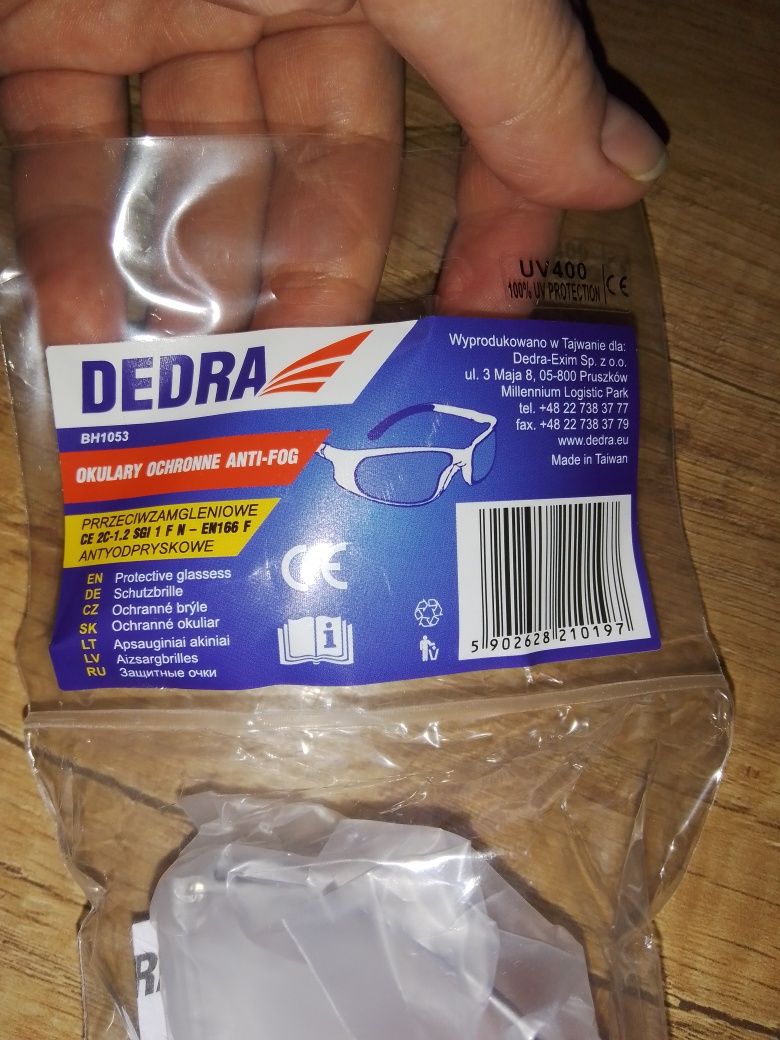 UV400
100% UV PROTECTION
CE
DEDRA
BH1053
OKULARY OCHRONNE ANTI-FOG
PRRZECIWZAMGLENIOWE
CE 2C-1.2 SGI 1 F N – EN166 F
ANTYODPRYSKOWE
EN Protective glassess
DE Schutzbrille
CZ Ochranné brýle
SK Ochranné okuliar
LT Apsauginiai akiniai
LV Aizsargbrilles
RU Защитные очки
CE
i
Wyprodukowano w Tajwanie dla:
Dedra-Exim Sp. z o.o.
ul. 3 Maja 8, 05-800 Pruszków
Millennium Logistic Park
tel. +48 22 738 37 77
fax. +48 22 738 37 79
www.dedra.eu
Made in Taiwan
5 902628 210197